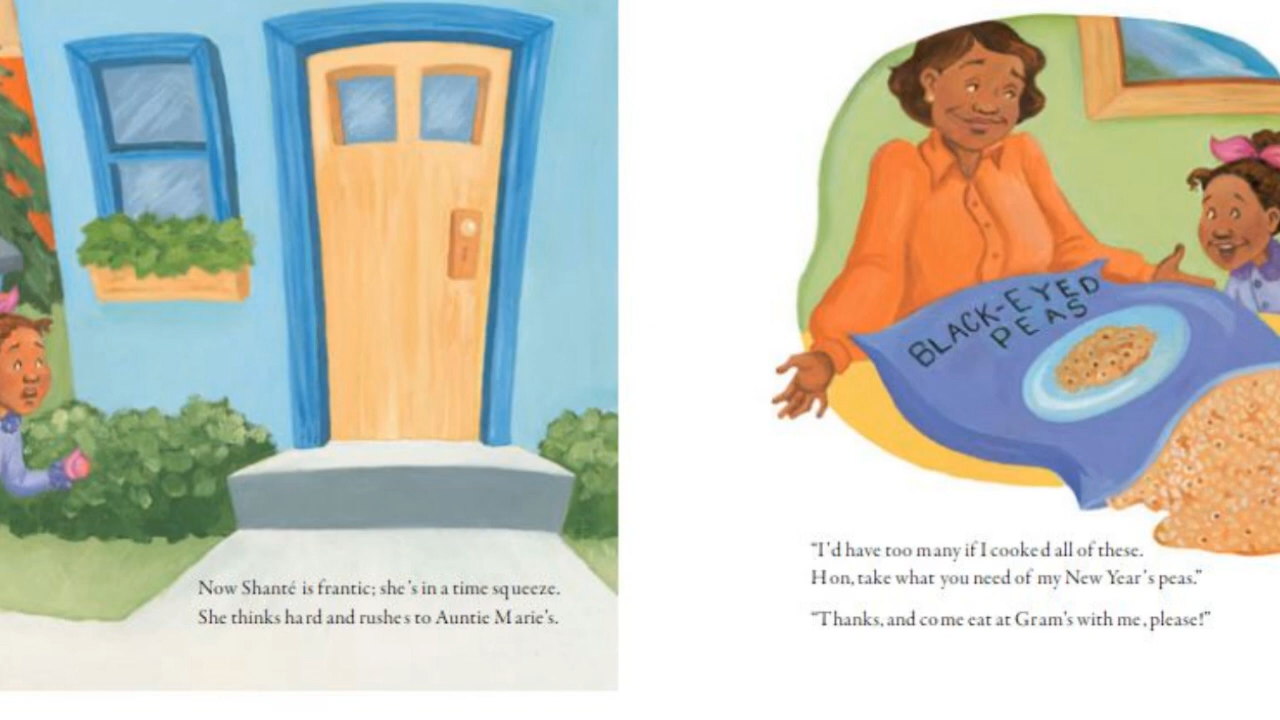 Now Shanté is frantic; she's in a time squeeze.
She thinks hard and rushes to Auntie Marie's.
BLACK-EYED
PEAS
“I'd have too many if I cooked all of these.
Hon, take what you need of my New Year's peas.”
“Thanks, and come eat at Gram's with me, please!”